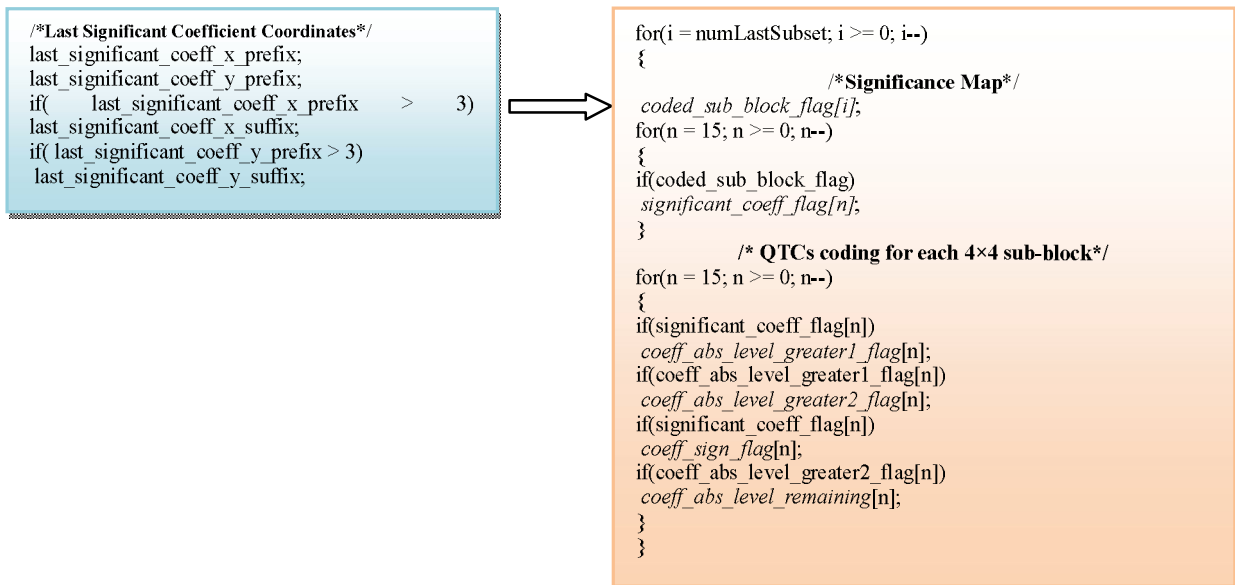 /*Last Significant Coefficient Coordinates*/
last_significant_coeff_x_prefix;
last_significant_coeff_y_prefix;
if( last_significant_coeff_x_prefix > 3)
last_significant_coeff_x_suffix;
if( last_significant_coeff_y_prefix > 3)
last_significant_coeff_y_suffix;
for(i = numLastSubset; i >= 0; i--)
{
/*Significance Map*/
coded_sub_block_flag[i];
for(n = 15; n >= 0; n--)
{
if(coded_sub_block_flag)
significant_coeff_flag[n];
}
/* QTCs coding for each 4×4 sub-block*/
for(n = 15; n >= 0; n--)
{
if(significant_coeff_flag[n])
coeff_abs_level_greater1_flag[n];
if(coeff_abs_level_greater1_flag[n])
coeff_abs_level_greater2_flag[n];
if(significant_coeff_flag[n])
coeff_sign_flag[n];
if(coeff_abs_level_greater2_flag[n])
coeff_abs_level_remaining[n];
}
}